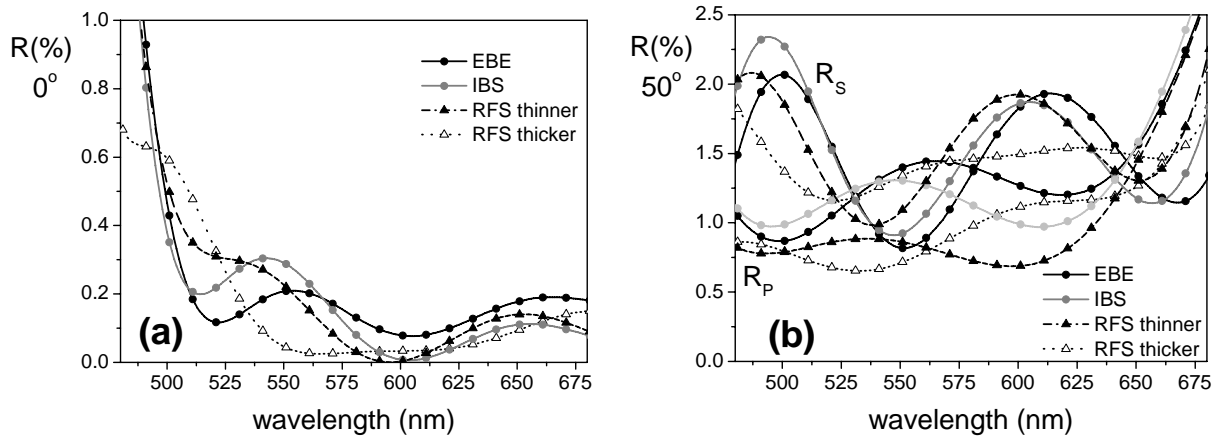 R(%)
0°
1.0
0.8
0.6
0.4
0.2
0.0
EBE
IBS
RFS thinner
RFS thicker
(a)
500 525 550 575 600 625 650 675
wavelength (nm)
R(%)
50°
2.5
2.0
1.5
1.0
0.5
0.0
R_S
R_P
EBE
IBS
RFS thinner
RFS thicker
(b)
500 525 550 575 600 625 650 675
wavelength (nm)